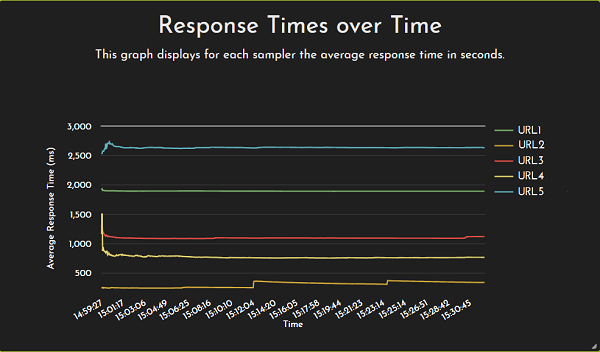 Response Times over Time
This graph displays for each sampler the average response time in seconds.
Average Response Time (ms)
3,000
2,500
2,000
1,500
1,000
500
14:59:27
15:01:17
15:03:06
15:04:49
15:06:25
15:08:16
15:10:10
15:12:04
15:14:20
15:16:05
15:17:58
15:19:44
15:21:23
15:23:14
15:25:14
15:26:51
15:28:42
15:30:45
Time
URL1
URL2
URL3
URL4
URL5